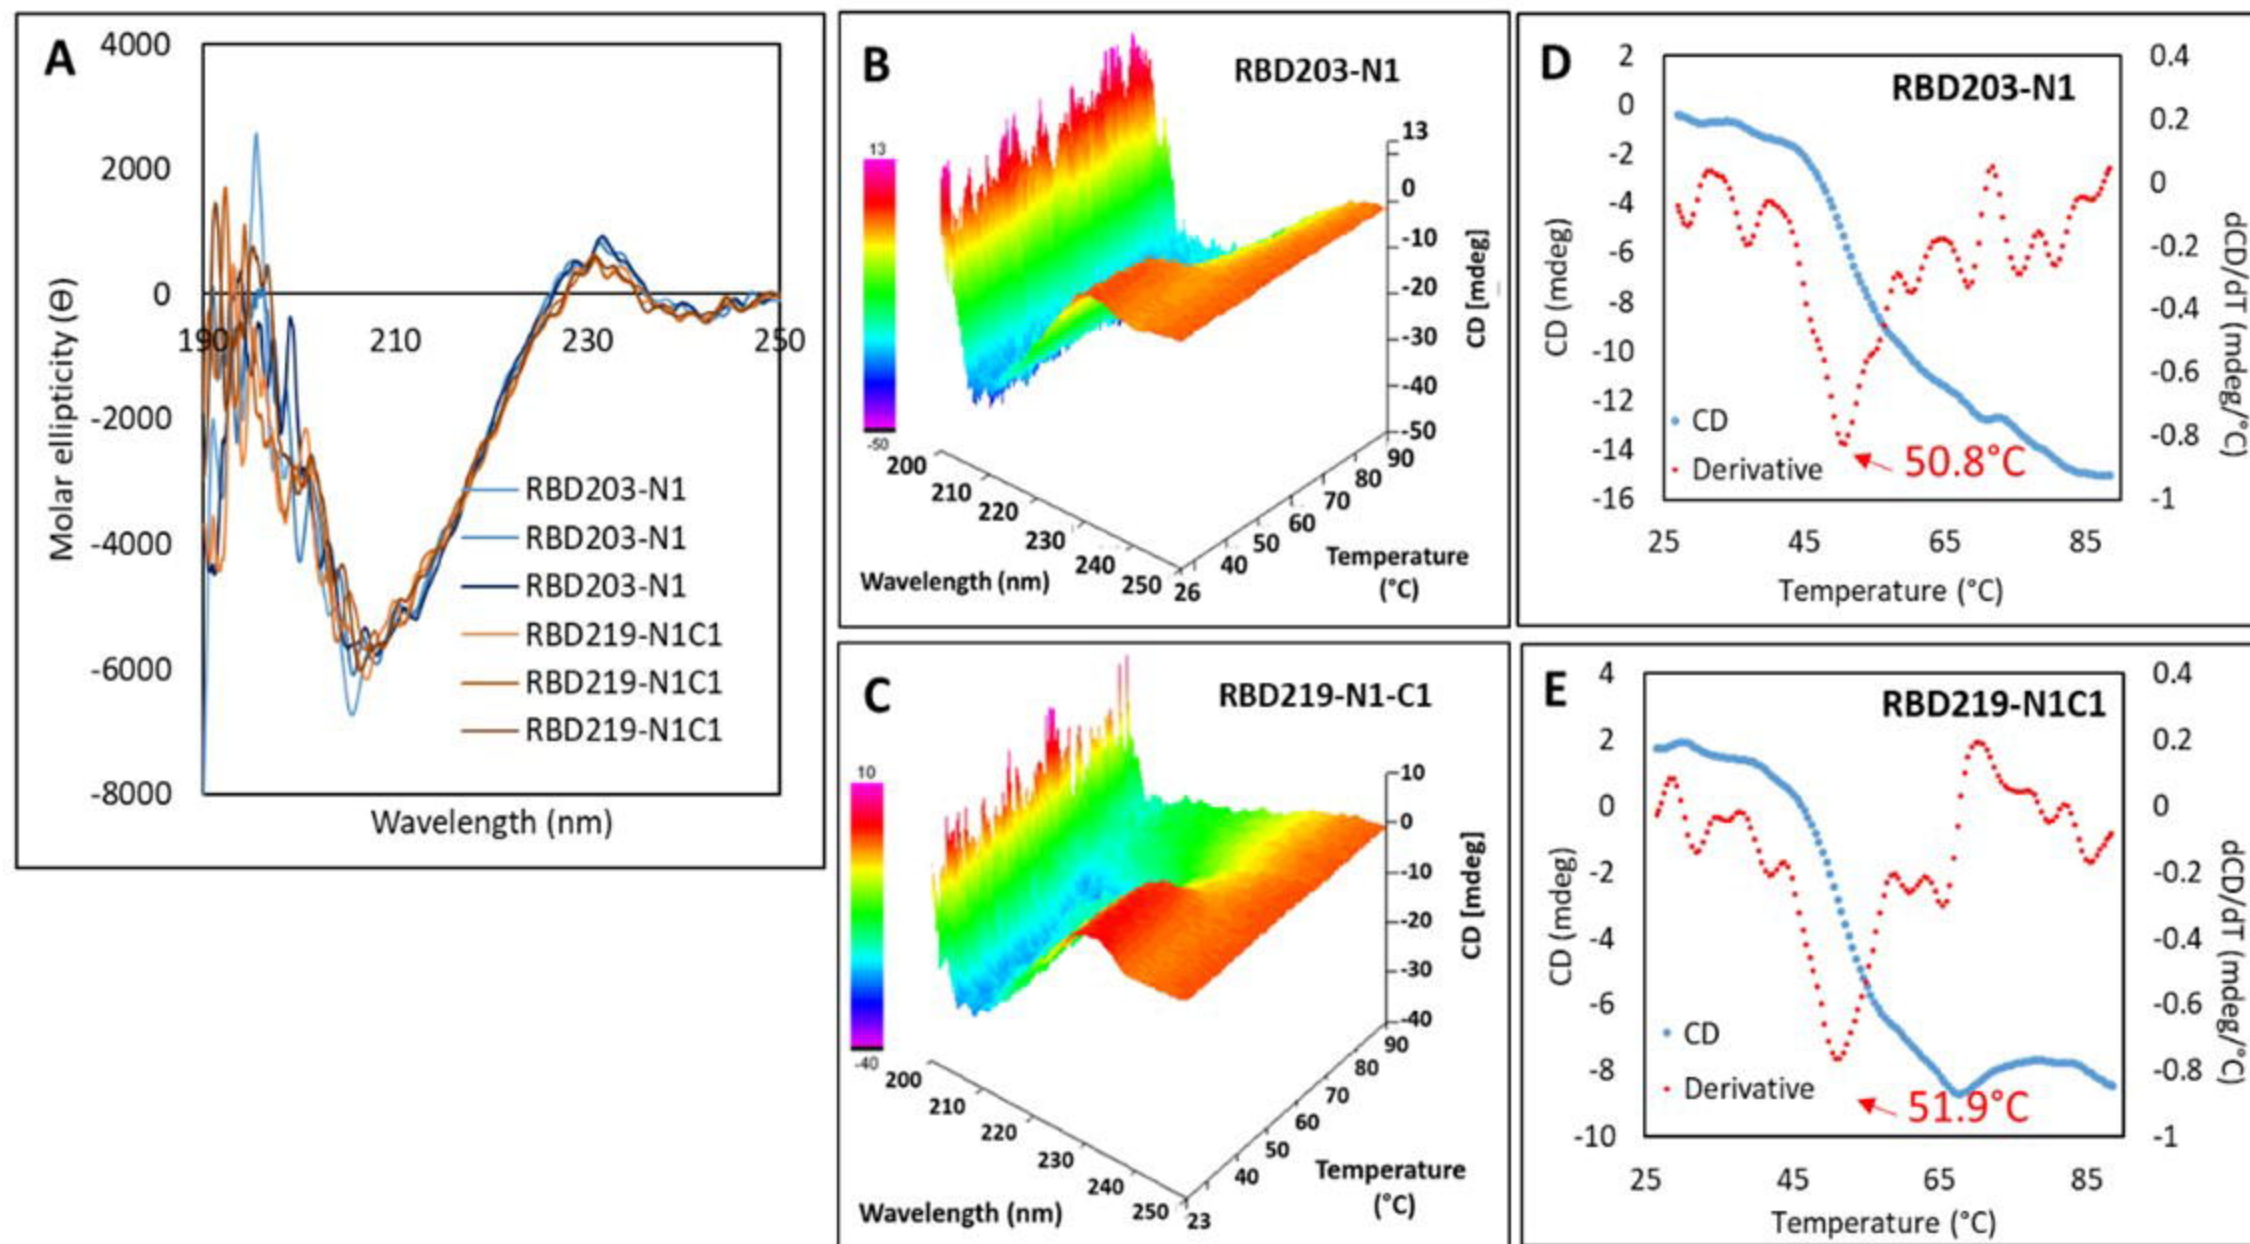 A
4000
2000
0
-2000
-4000
-6000
-8000
190
210
230
250
Molar ellipticity (Ө)
Wavelength (nm)
RBD203-N1
RBD203-N1
RBD203-N1
RBD219-N1C1
RBD219-N1C1
RBD219-N1C1
B
RBD203-N1
13
-50
13
0
-10
-20
-30
-40
-50
CD [mdeg]
200
210
220
230
240
250
Wavelength (nm)
26
40
50
60
70
80
90
Temperature
(°C)
C
RBD219-N1-C1
10
-40
10
0
-10
-20
-30
-40
CD [mdeg]
200
210
220
230
240
250
Wavelength (nm)
23
40
50
60
70
80
90
Temperature
(°C)
D
RBD203-N1
2
0
-2
-4
-6
-8
-10
-12
-14
-16
CD (mdeg)
0.4
0.2
0
-0.2
-0.4
-0.6
-0.8
-1
dCD/dT (mdeg/°C)
CD
Derivative
50.8°C
25
45
65
85
Temperature (°C)
E
RBD219-N1C1
4
2
0
-2
-4
-6
-8
-10
CD (mdeg)
0.4
0.2
0
-0.2
-0.4
-0.6
-0.8
-1
dCD/dT (mdeg/°C)
CD
Derivative
51.9°C
25
45
65
85
Temperature (°C)